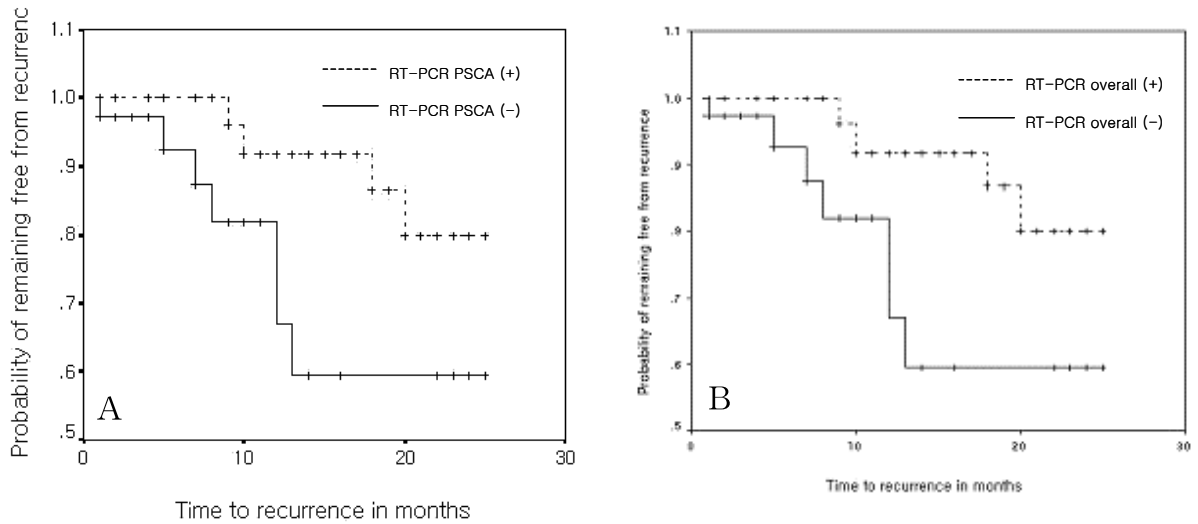 Probability of remaining free from recurrenc
1.1
1.0
.9
.8
.7
.6
.5
RT-PCR PSCA (+)
RT-PCR PSCA (-)
A
0
10
20
30
Time to recurrence in months
Probability of remaining free from recurrence
1.1
1.0
.9
.8
.7
.6
.5
RT-PCR overall (+)
RT-PCR overall (-)
B
0
10
20
30
Time to recurrence in months